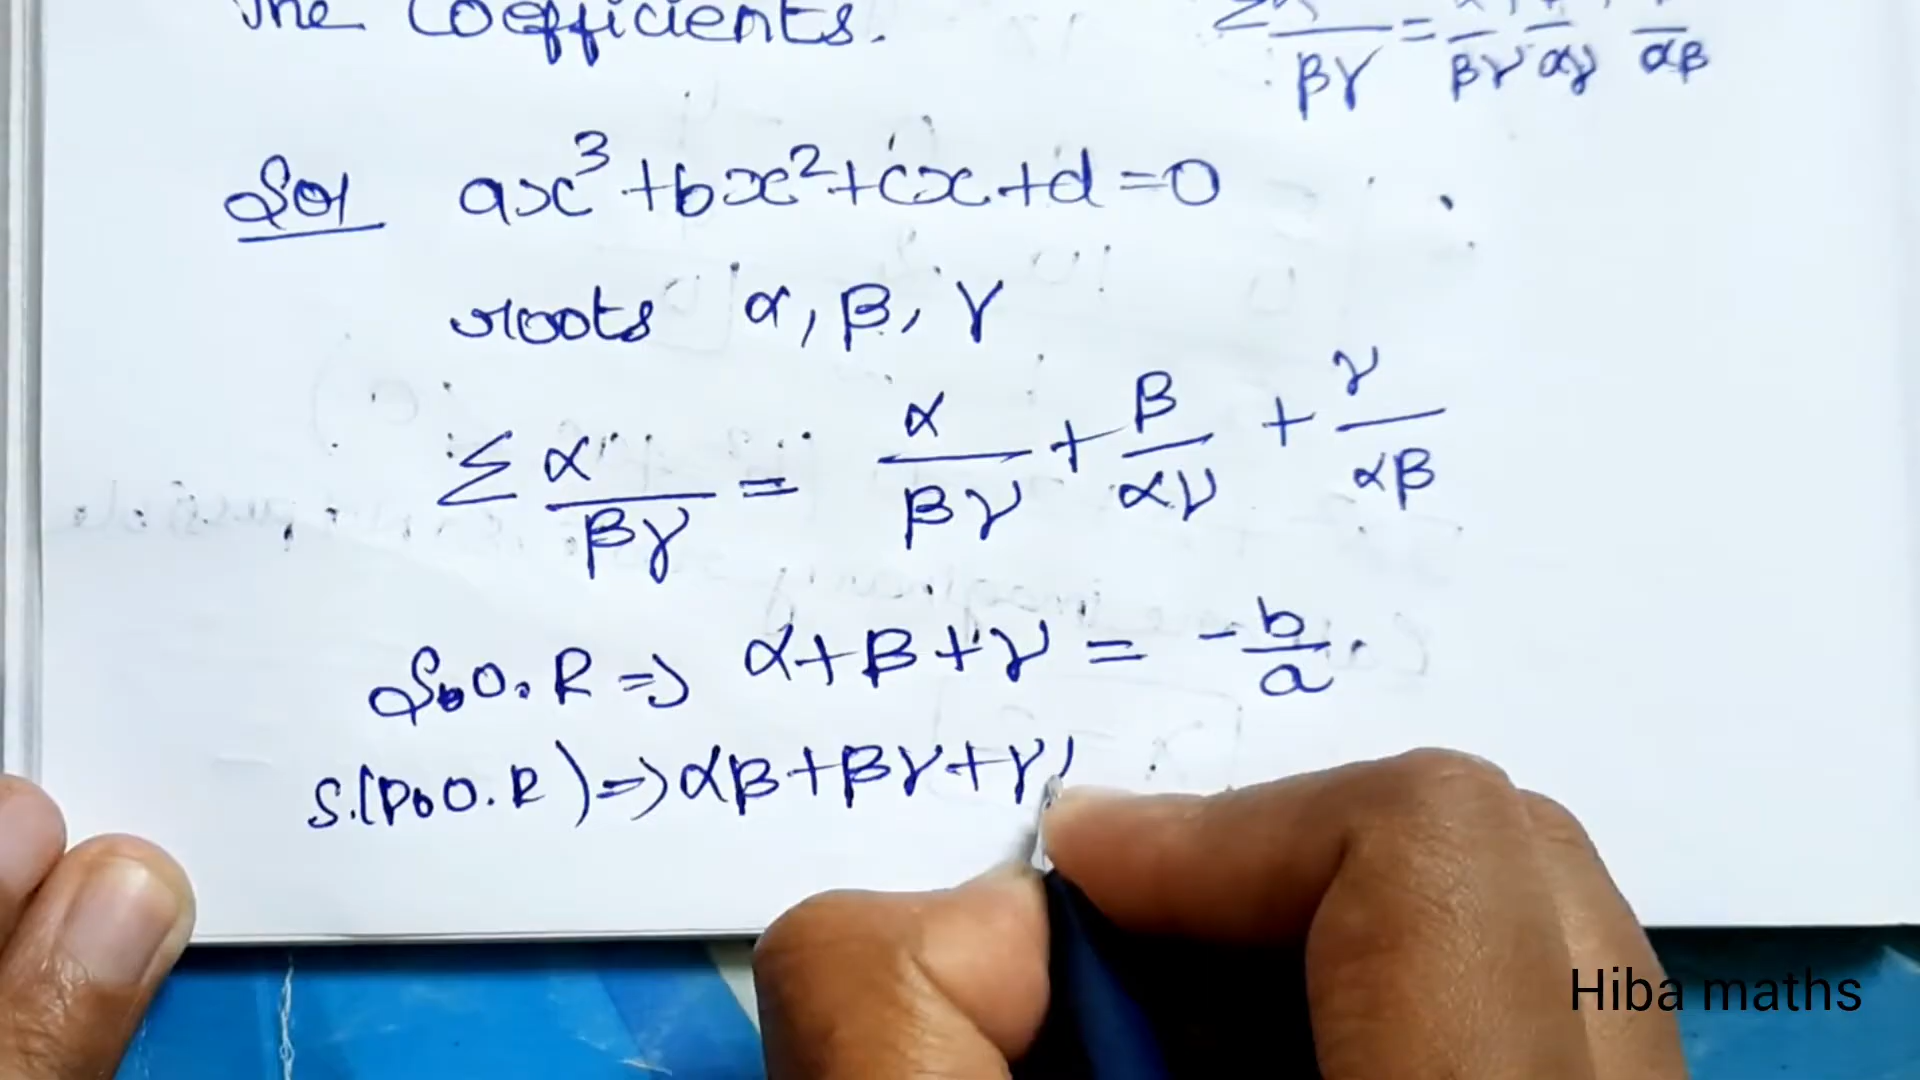 The Coefficients.
Σ α/βγ = α/βγ + β/αγ + γ/αβ
Sol ax³+bx²+cx+d=0
roots α, β, γ
Σ α/βγ = α/βγ + β/αγ + γ/αβ
S.O.R => α+β+γ = -b/a.
S.(P.O.R) => αβ+βγ+γ
Hiba maths